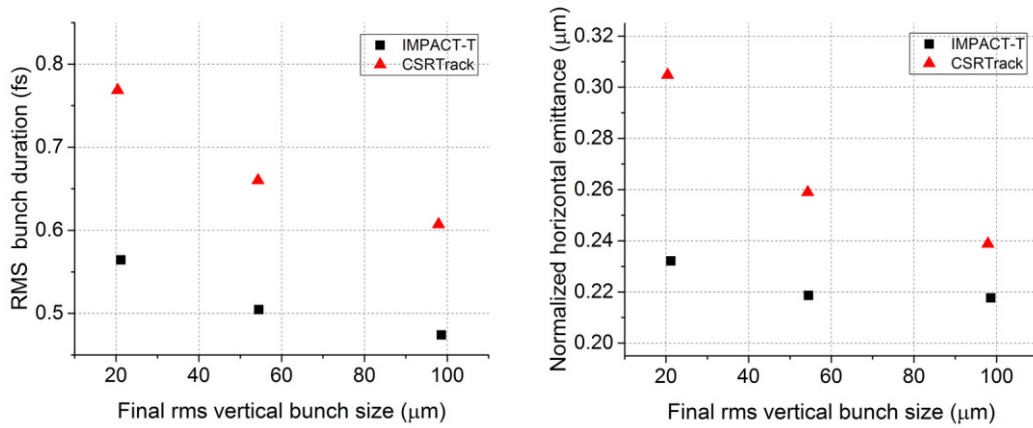 RMS bunch duration (fs)
0.8
0.7
0.6
0.5
IMPACT-T
CSRTrack
20 40 60 80 100
Final rms vertical bunch size (μm)
Normalized horizontal emittance (μm)
0.32
0.30
0.28
0.26
0.24
0.22
0.20
IMPACT-T
CSRTrack
20 40 60 80 100
Final rms vertical bunch size (μm)